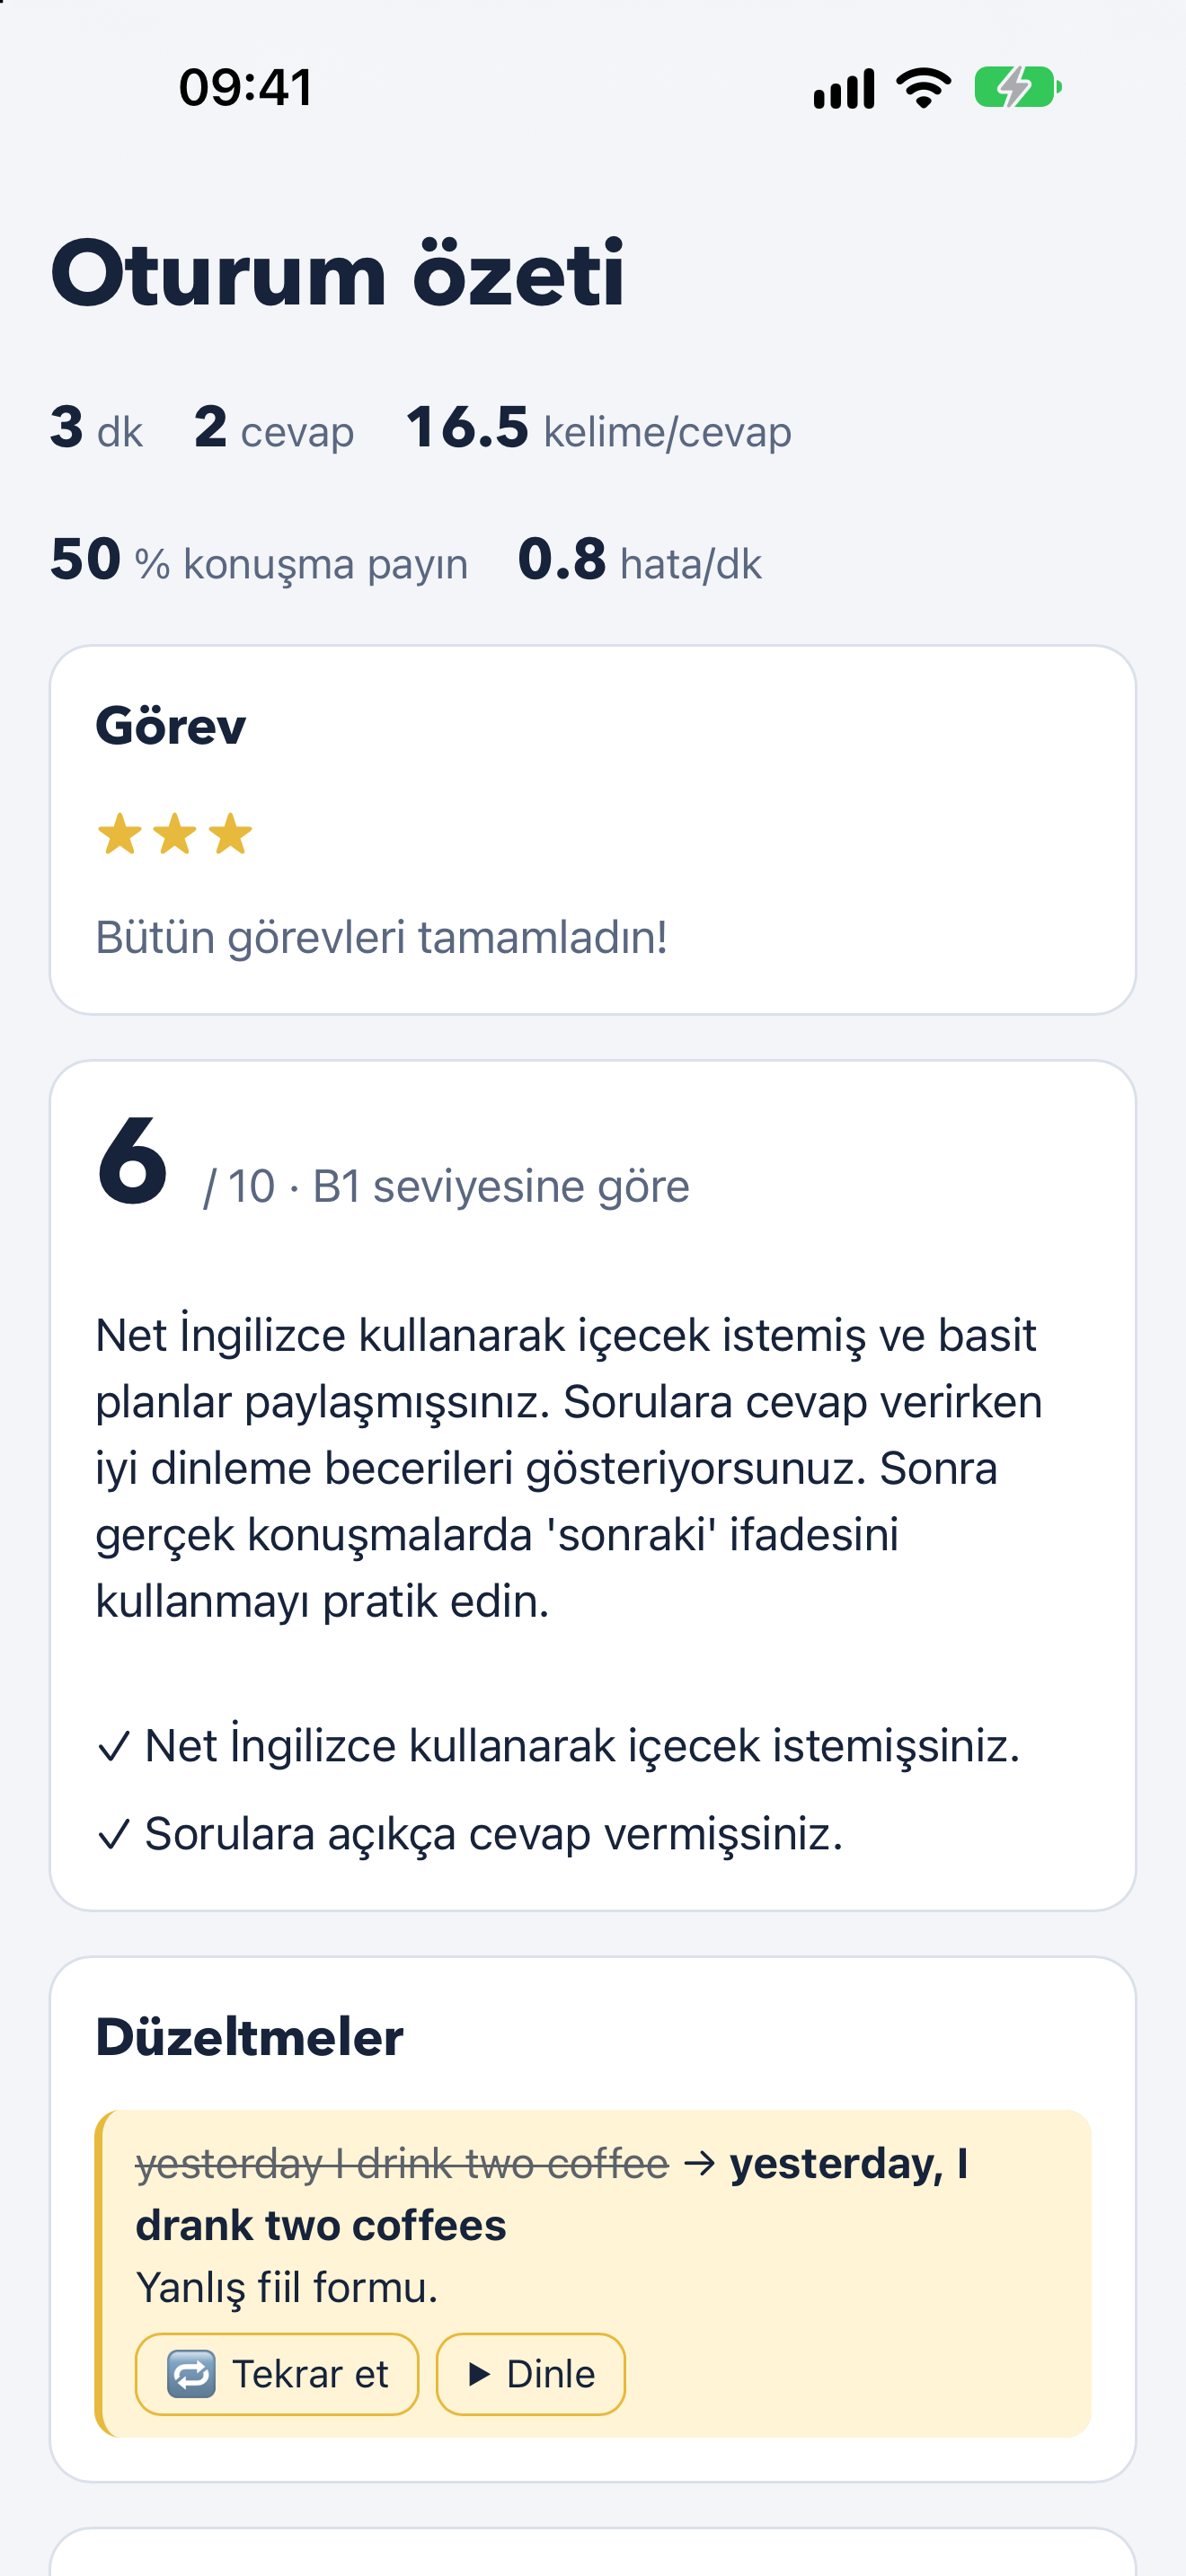 09:41
Oturum özeti
3 dk 2 cevap 16.5 kelime/cevap
50 % konuşma payın 0.8 hata/dk
Görev
Bütün görevleri tamamladın!
6 / 10 · B1 seviyesine göre
Net İngilizce kullanarak içecek istemiş ve basit
planlar paylaşmışsınız. Sorulara cevap verirken
iyi dinleme becerileri gösteriyorsunuz. Sonra
gerçek konuşmalarda 'sonraki' ifadesini
kullanmayı pratik edin.
✓ Net İngilizce kullanarak içecek istemişsiniz.
✓ Sorulara açıkça cevap vermişsiniz.
Düzeltmeler
yesterday I drink two coffee → yesterday, I
drank two coffees
Yanlış fiil formu.
Tekrar et Dinle